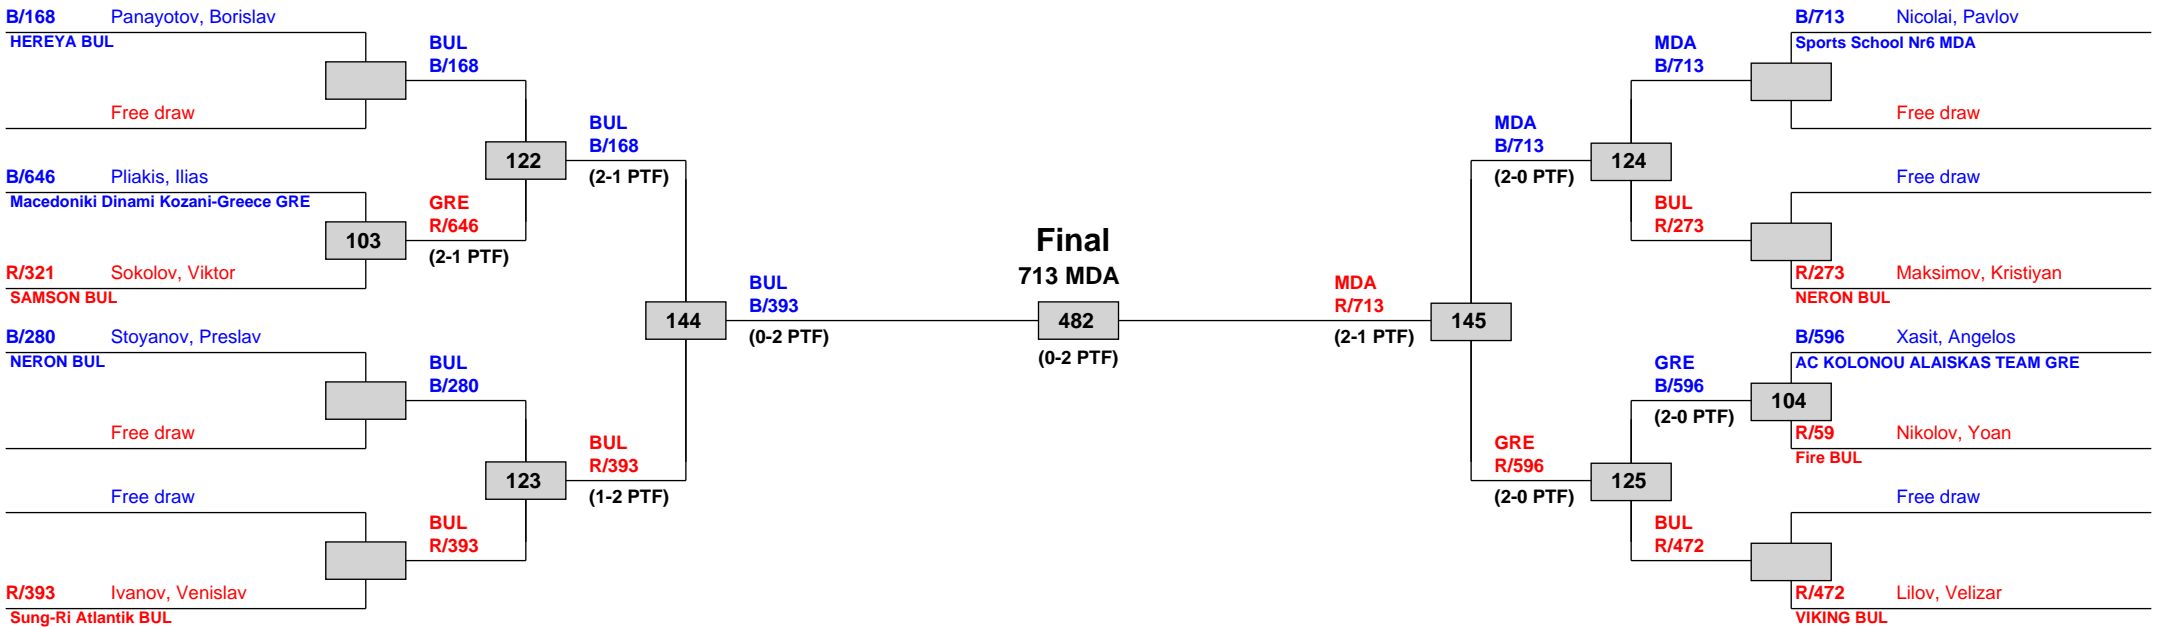 B/168 Panayotov, Borislav
HEREYA BUL
Free draw
B/646 Pliakis, Ilias
Macedoniki Dinami Kozani-Greece GRE
R/321 Sokolov, Viktor
SAMSON BUL
B/280 Stoyanov, Preslav
NERON BUL
Free draw
Free draw
R/393 Ivanov, Venislav
Sung-Ri Atlantik BUL
103
BUL
B/168
GRE
R/646
(2-1 PTF)
BUL
B/280
BUL
R/393
122
123
BUL
B/168
(2-1 PTF)
BUL
R/393
(1-2 PTF)
144
BUL
B/393
(0-2 PTF)
Final
713 MDA
482
(0-2 PTF)
MDA
R/713
(2-1 PTF)
145
MDA
B/713
(2-0 PTF)
GRE
R/596
(2-0 PTF)
124
125
MDA
B/713
BUL
R/273
GRE
B/596
(2-0 PTF)
BUL
R/472
104
B/713 Nicolai, Pavlov
Sports School Nr6 MDA
Free draw
Free draw
R/273 Maksimov, Kristiyan
NERON BUL
B/596 Xasit, Angelos
AC KOLONOU ALAISKAS TEAM GRE
R/59 Nikolov, Yoan
Fire BUL
Free draw
R/472 Lilov, Velizar
VIKING BUL